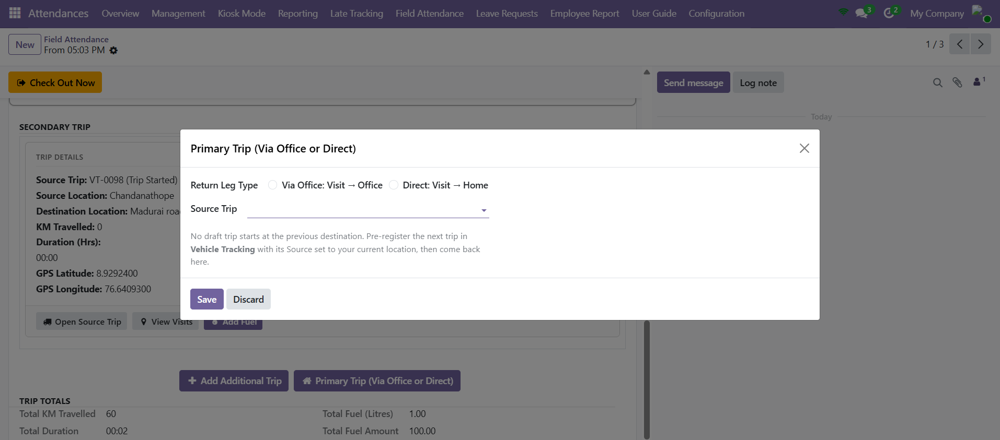 Attendances Overview Management Kiosk Mode Reporting Late Tracking Field Attendance Leave Requests Employee Report User Guide Configuration 3 2 My Company
New Field Attendance
From 05:03 PM
1 / 3
Check Out Now
Send message Log note 1
Today
SECONDARY TRIP
TRIP DETAILS
Source Trip: VT-0098 (Trip Started)
Source Location: Chandanathope
Destination Location: Madurai roa
KM Travelled: 0
Duration (Hrs):
00:00
GPS Latitude: 8.9292400
GPS Longitude: 76.6409300
Open Source Trip View Visits Add Fuel
Primary Trip (Via Office or Direct)
Return Leg Type Via Office: Visit → Office Direct: Visit → Home
Source Trip
No draft trip starts at the previous destination. Pre-register the next trip in
Vehicle Tracking with its Source set to your current location, then come back
here.
Save Discard
Add Additional Trip Primary Trip (Via Office or Direct)
TRIP TOTALS
Total KM Travelled 60 Total Fuel (Litres) 1.00
Total Duration 00:02 Total Fuel Amount 100.00